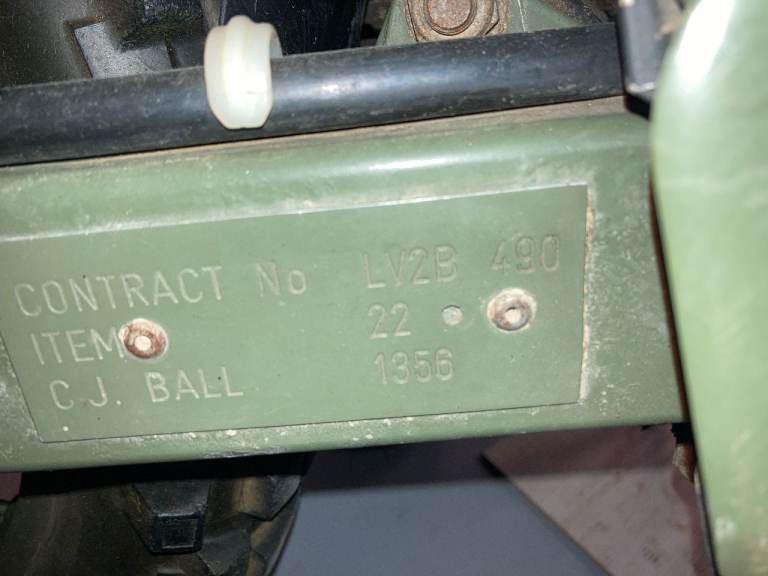 CONTRACT No LV2B 490
ITEM 22
C.J. BALL 1356